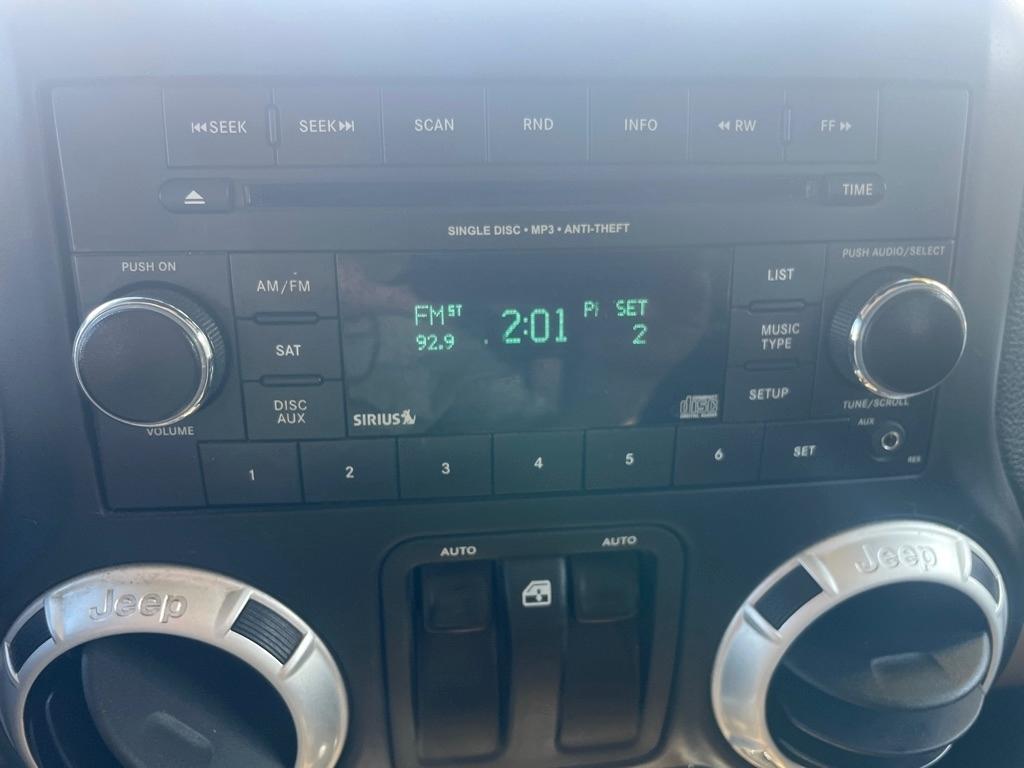 SEEK
SEEK
SCAN
RND
INFO
RW
FF
TIME
SINGLE DISC • MP3 • ANTI-THEFT
PUSH ON
AM/FM
SAT
DISC
AUX
VOLUME
FM ST
92.9
2:01
SET
2
SIRIUS
disc
LIST
MUSIC
TYPE
SETUP
PUSH AUDIO/SELECT
TUNE/SCROLL
AUX
1
2
3
4
5
6
SET
AUTO
AUTO
Jeep
Jeep